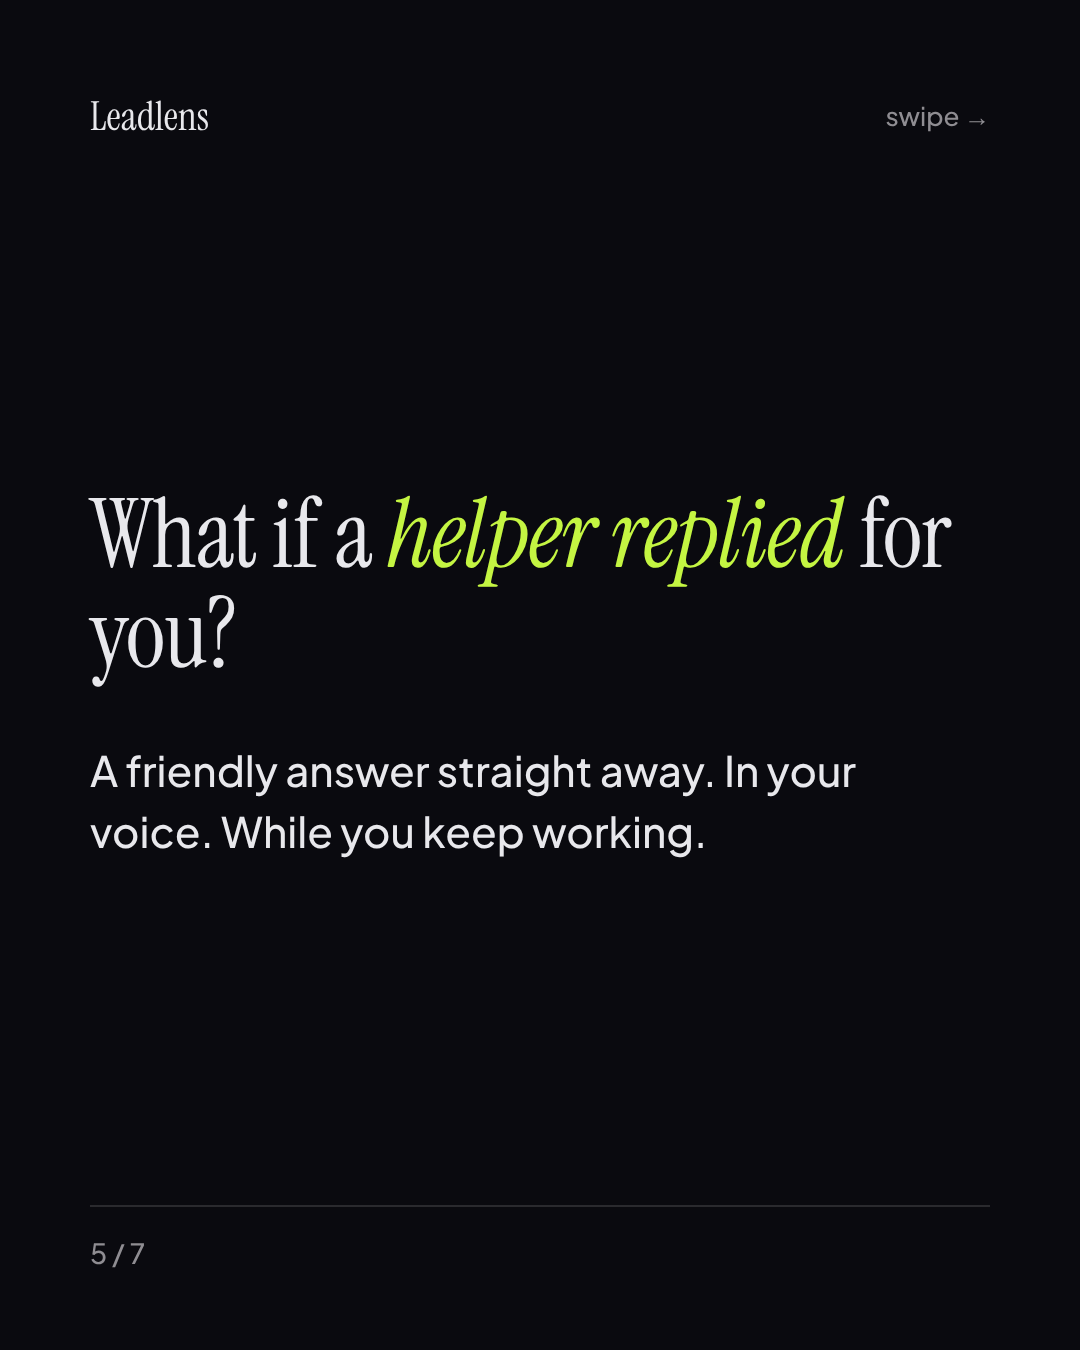 Leadlens
swipe →
What if a helper replied for
you?
A friendly answer straight away. In your
voice. While you keep working.
5 / 7